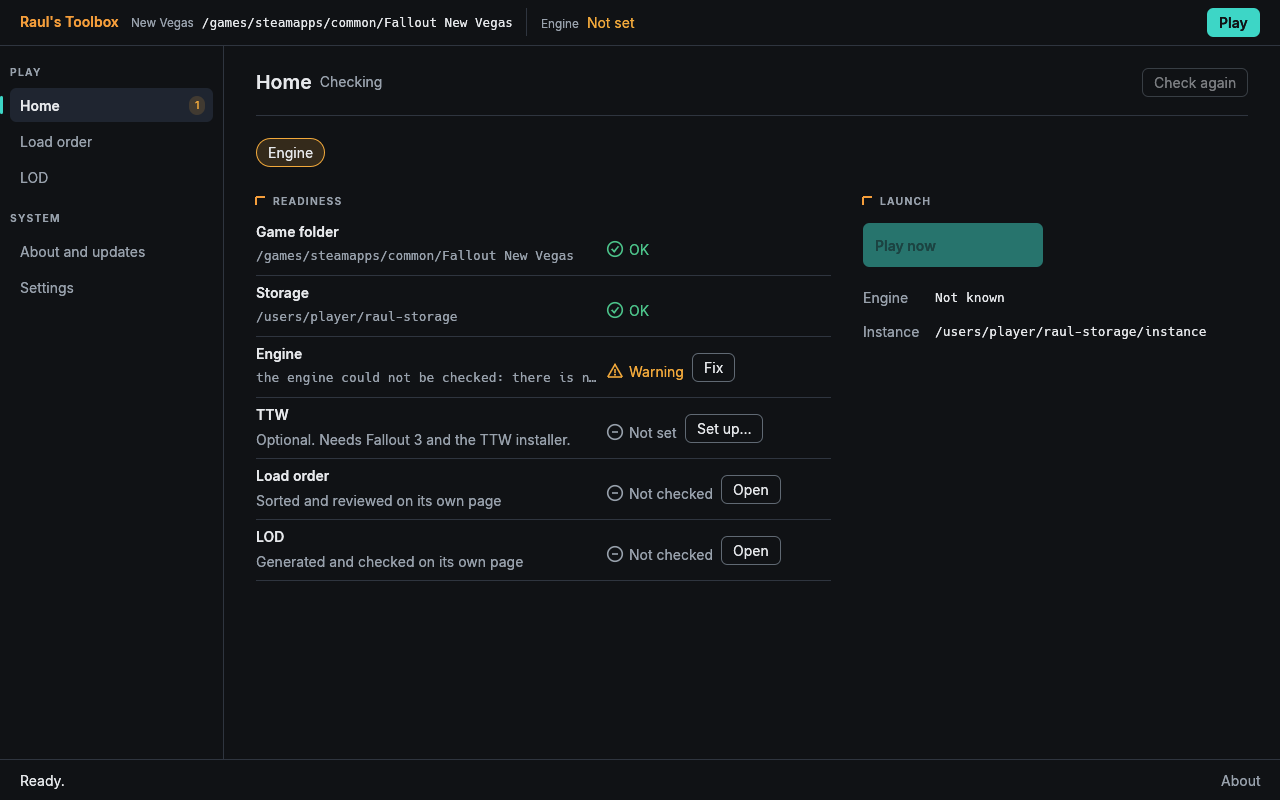 Raul's Toolbox New Vegas /games/steamapps/common/Fallout New Vegas Engine Not set Play
PLAY
Home 1
Load order
LOD
SYSTEM
About and updates
Settings
Home Checking Check again
Engine
READINESS
Game folder
/games/steamapps/common/Fallout New Vegas OK
Storage
/users/player/raul-storage OK
Engine
the engine could not be checked: there is n… Warning Fix
TTW
Optional. Needs Fallout 3 and the TTW installer. Not set Set up...
Load order
Sorted and reviewed on its own page Not checked Open
LOD
Generated and checked on its own page Not checked Open
LAUNCH
Play now
Engine Not known
Instance /users/player/raul-storage/instance
Ready. About